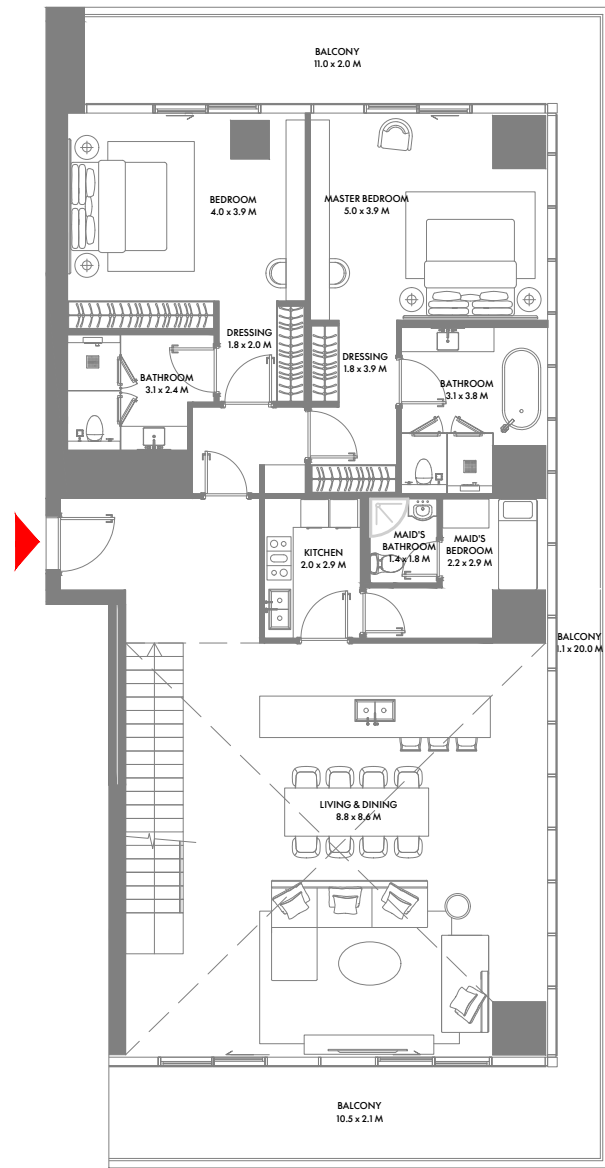 BALCONY
11.0 x 2.0 M
BEDROOM
4.0 x 3.9 M
MASTER BEDROOM
5.0 x 3.9 M
DRESSING
1.8 x 2.0 M
DRESSING
1.8 x 3.9 M
BATHROOM
3.1 x 2.4 M
BATHROOM
3.1 x 3.8 M
KITCHEN
2.0 x 2.9 M
MAID'S
BATHROOM
1.4 x 1.8 M
MAID'S
BEDROOM
2.2 x 2.9 M
BALCONY
1.1 x 20.0 M
LIVING & DINING
8.8 x 8.6 M
BALCONY
10.5 x 2.1 M